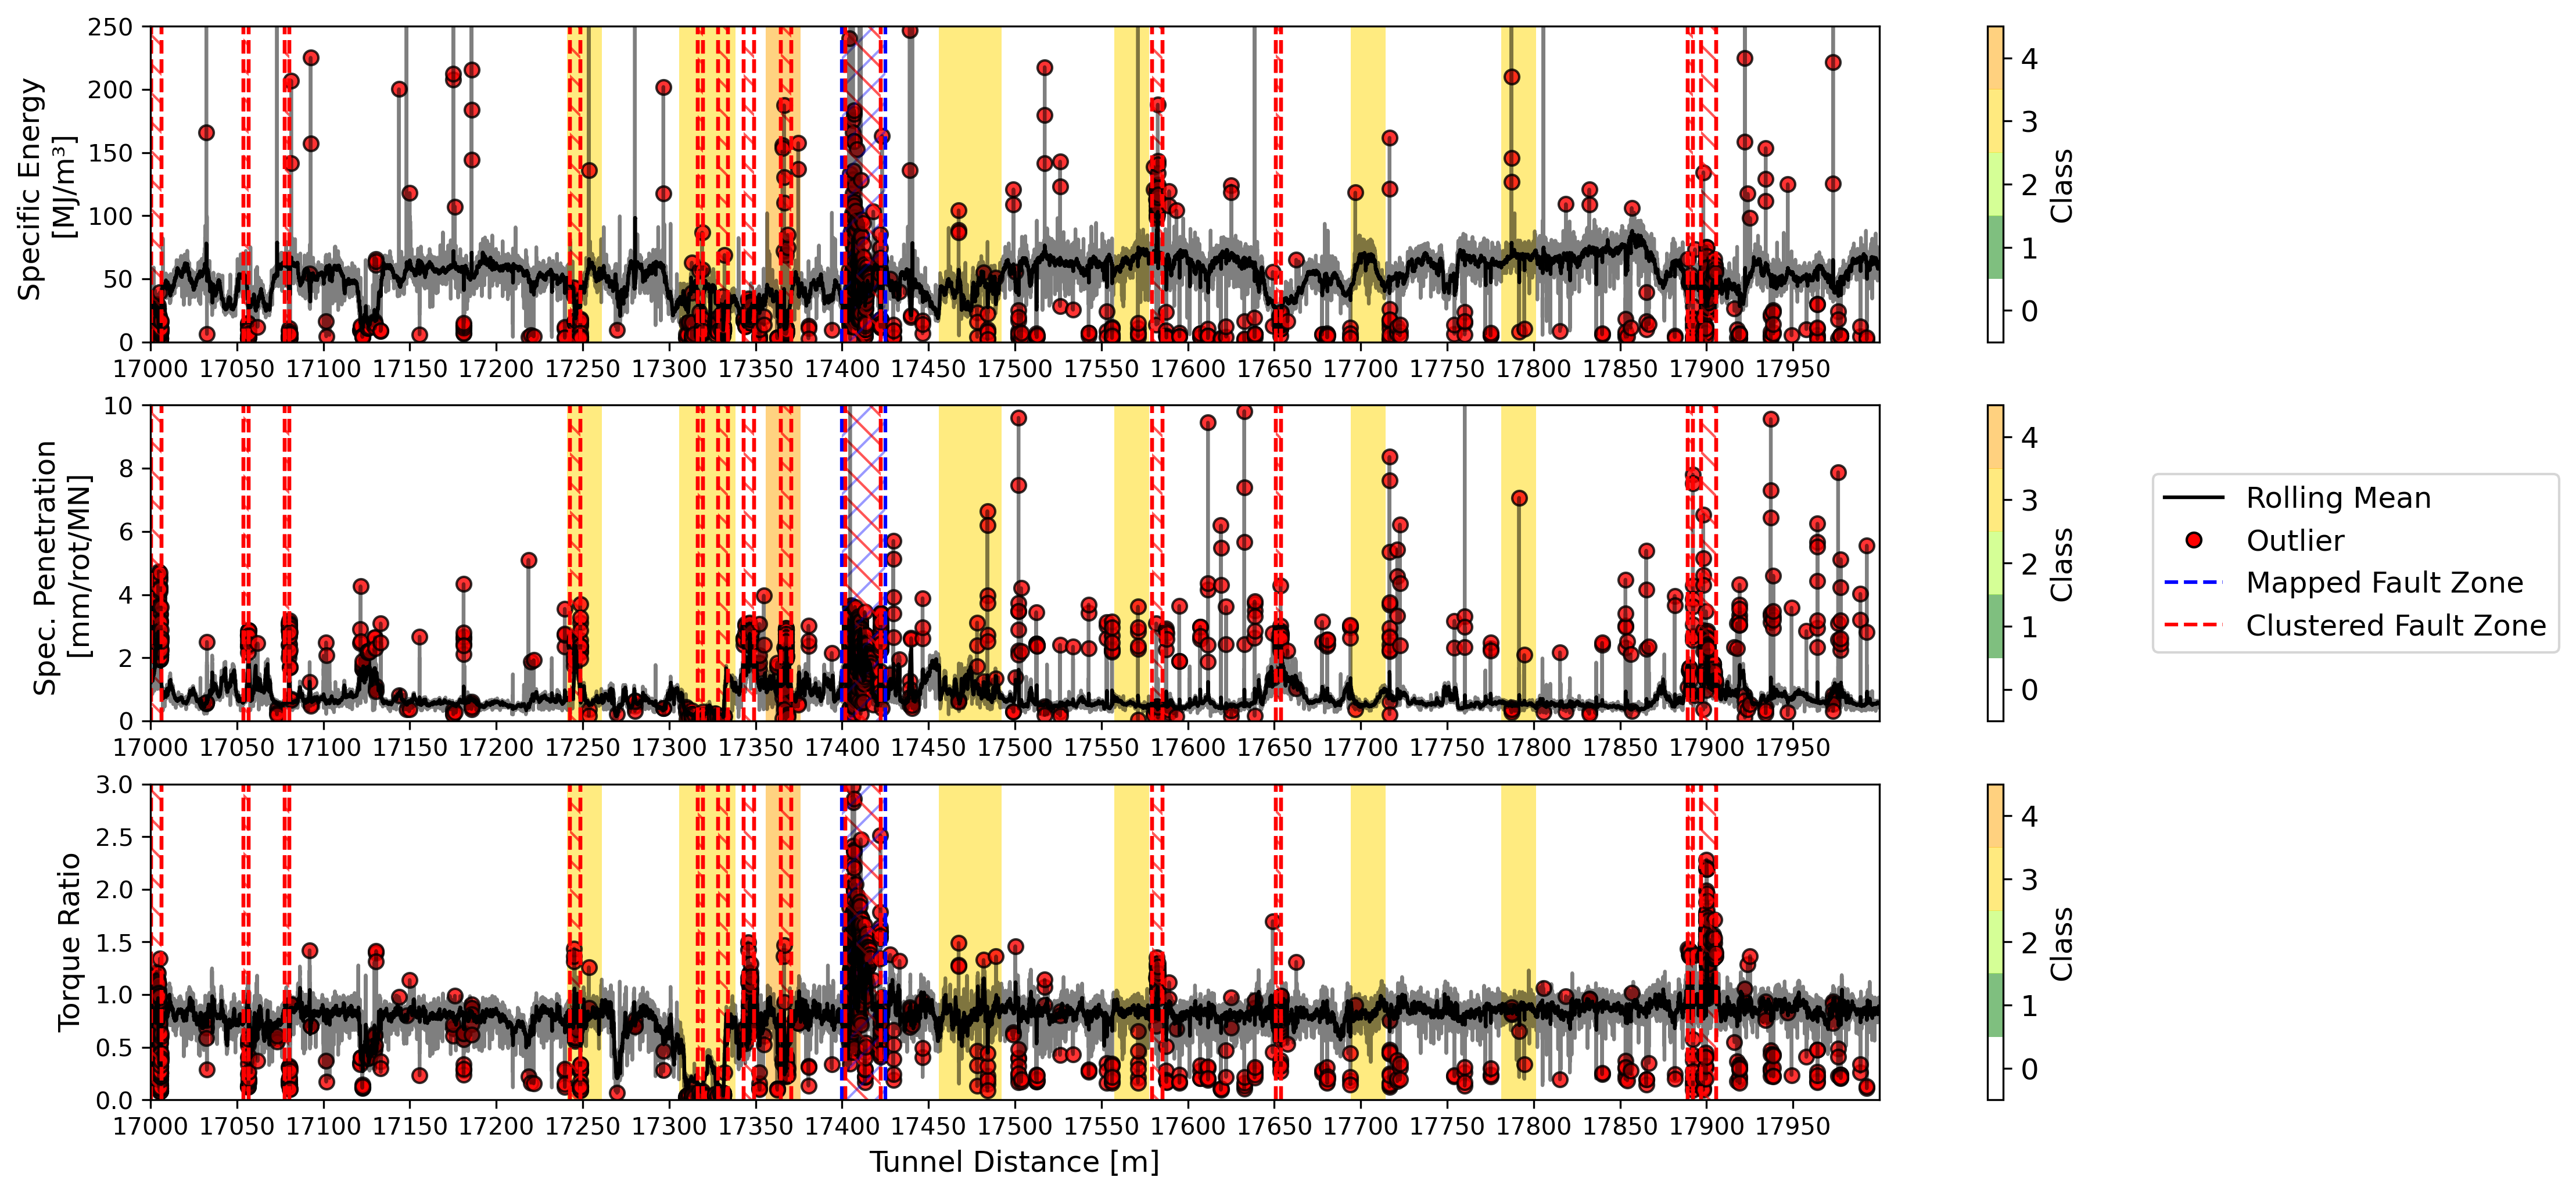 250
200
150
100
50
0
Specific Energy
[MJ/m³]
17000 17050 17100 17150 17200 17250 17300 17350 17400 17450 17500 17550 17600 17650 17700 17750 17800 17850 17900 17950
4
3
2
1
0
Class
10
8
6
4
2
0
Spec. Penetration
[mm/rot/MN]
17000 17050 17100 17150 17200 17250 17300 17350 17400 17450 17500 17550 17600 17650 17700 17750 17800 17850 17900 17950
4
3
2
1
0
Class
Rolling Mean
Outlier
Mapped Fault Zone
Clustered Fault Zone
3.0
2.5
2.0
1.5
1.0
0.5
0.0
Torque Ratio
17000 17050 17100 17150 17200 17250 17300 17350 17400 17450 17500 17550 17600 17650 17700 17750 17800 17850 17900 17950
Tunnel Distance [m]
4
3
2
1
0
Class